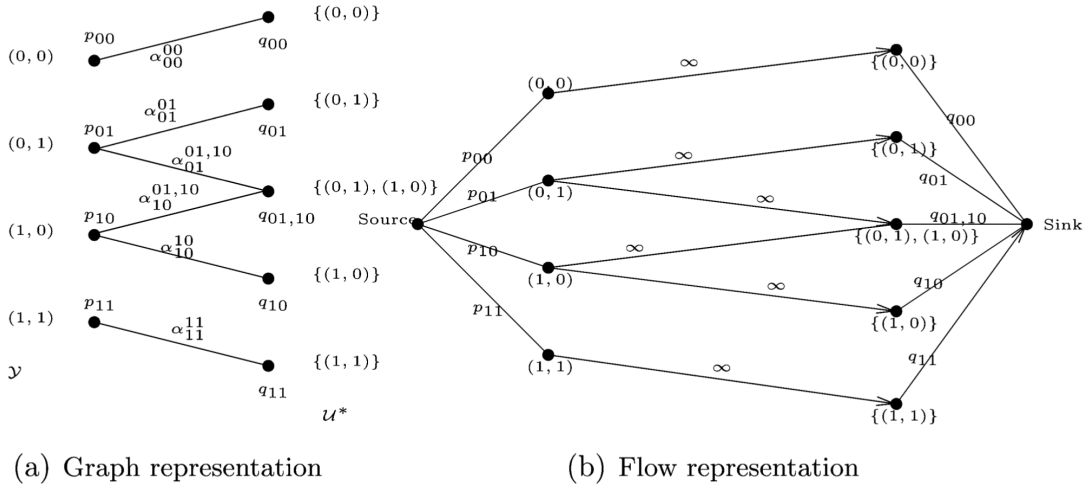 (0, 0)
p00
α00^00
q00
{(0, 0)}
(0, 1)
p01
α01^01
q01
{(0, 1)}
α01^01,10
α10^01,10
q01,10
{(0, 1), (1, 0)}
(1, 0)
p10
α10^10
q10
{(1, 0)}
(1, 1)
p11
α11^11
q11
{(1, 1)}
𝒴
𝒰*
(a) Graph representation
Source
p00
p01
p10
p11
(0, 0)
(0, 1)
(1, 0)
(1, 1)
∞
∞
∞
∞
∞
∞
{(0, 0)}
{(0, 1)}
{(0, 1), (1, 0)}
{(1, 0)}
{(1, 1)}
q00
q01
q01,10
q10
q11
Sink
(b) Flow representation